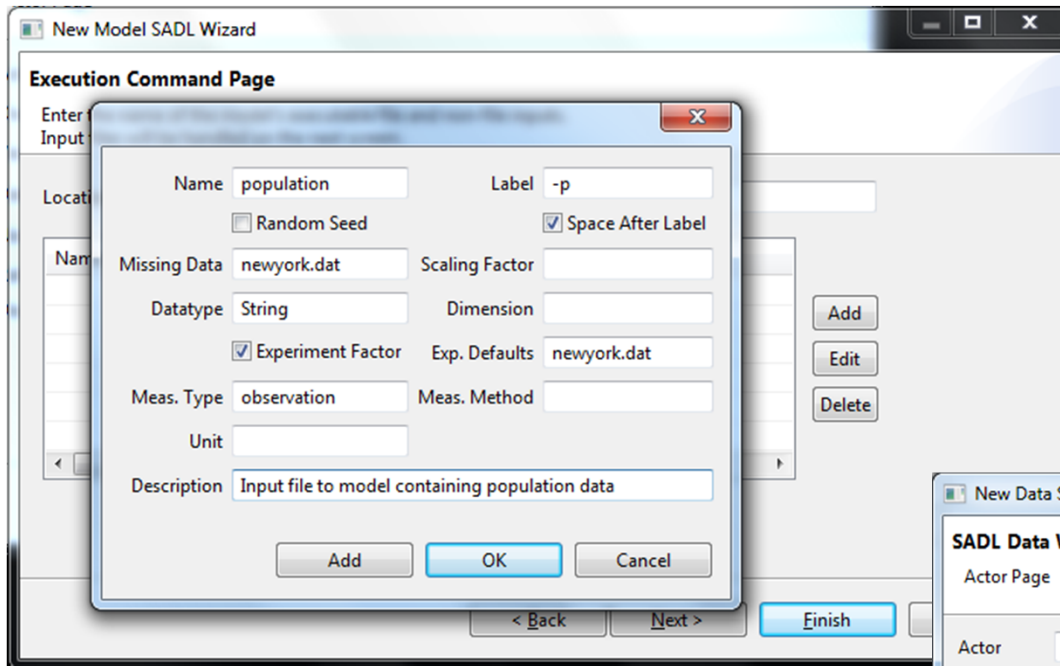 New Model SADL Wizard
Execution Command Page
Enter
Input
Name population Label -p
Random Seed Space After Label
Missing Data newyork.dat Scaling Factor
Datatype String Dimension
Experiment Factor Exp. Defaults newyork.dat
Meas. Type observation Meas. Method
Unit
Description Input file to model containing population data
Add OK Cancel
Locati
Nam
Add
Edit
Delete
< Back Next > Finish
New Data S
SADL Data W
Actor Page
Actor